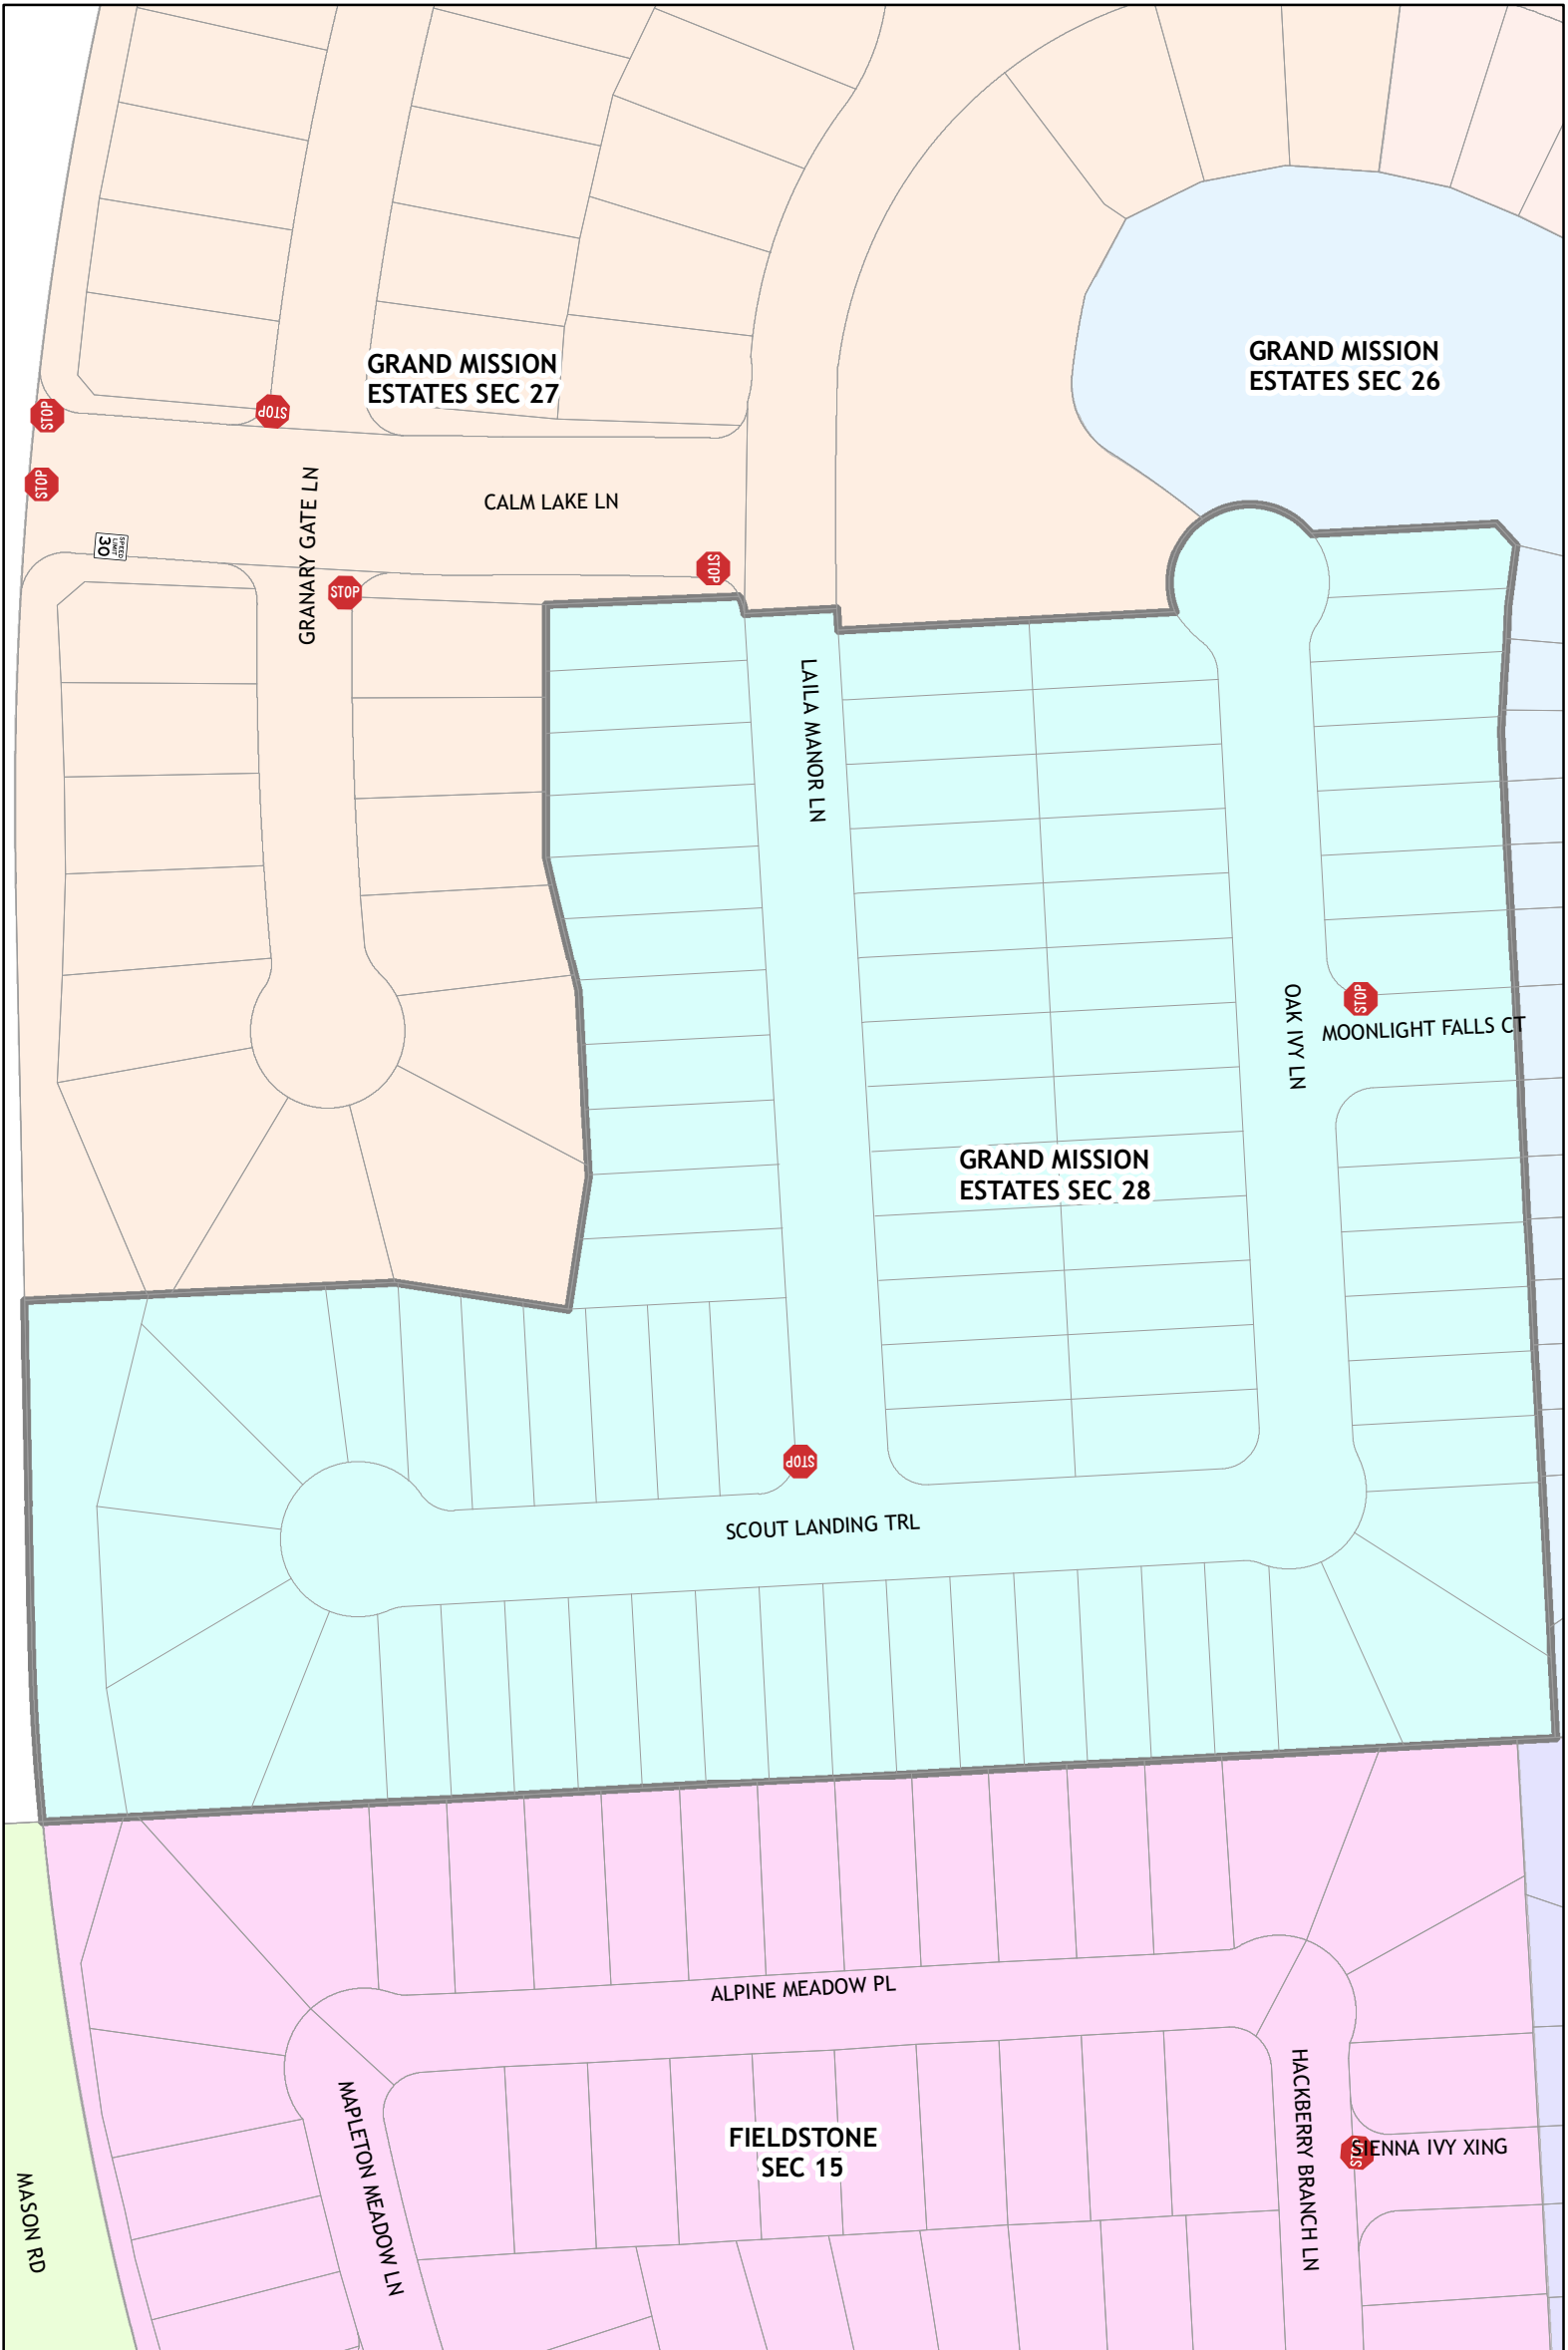 GRAND MISSION
ESTATES SEC 26
GRAND MISSION
ESTATES SEC 27
STOP
STOP
STOP
CALM LAKE LN
GRANARY GATE LN
SPEED
LIMIT
30
STOP
STOP
LAILA MANOR LN
OAK IVY LN
STOP
MOONLIGHT FALLS CT
GRAND MISSION
ESTATES SEC 28
STOP
SCOUT LANDING TRL
ALPINE MEADOW PL
MAPLETON MEADOW LN
HACKBERRY BRANCH LN
FIELDSTONE
SEC 15
STOP
SIENNA IVY XING
MASON RD